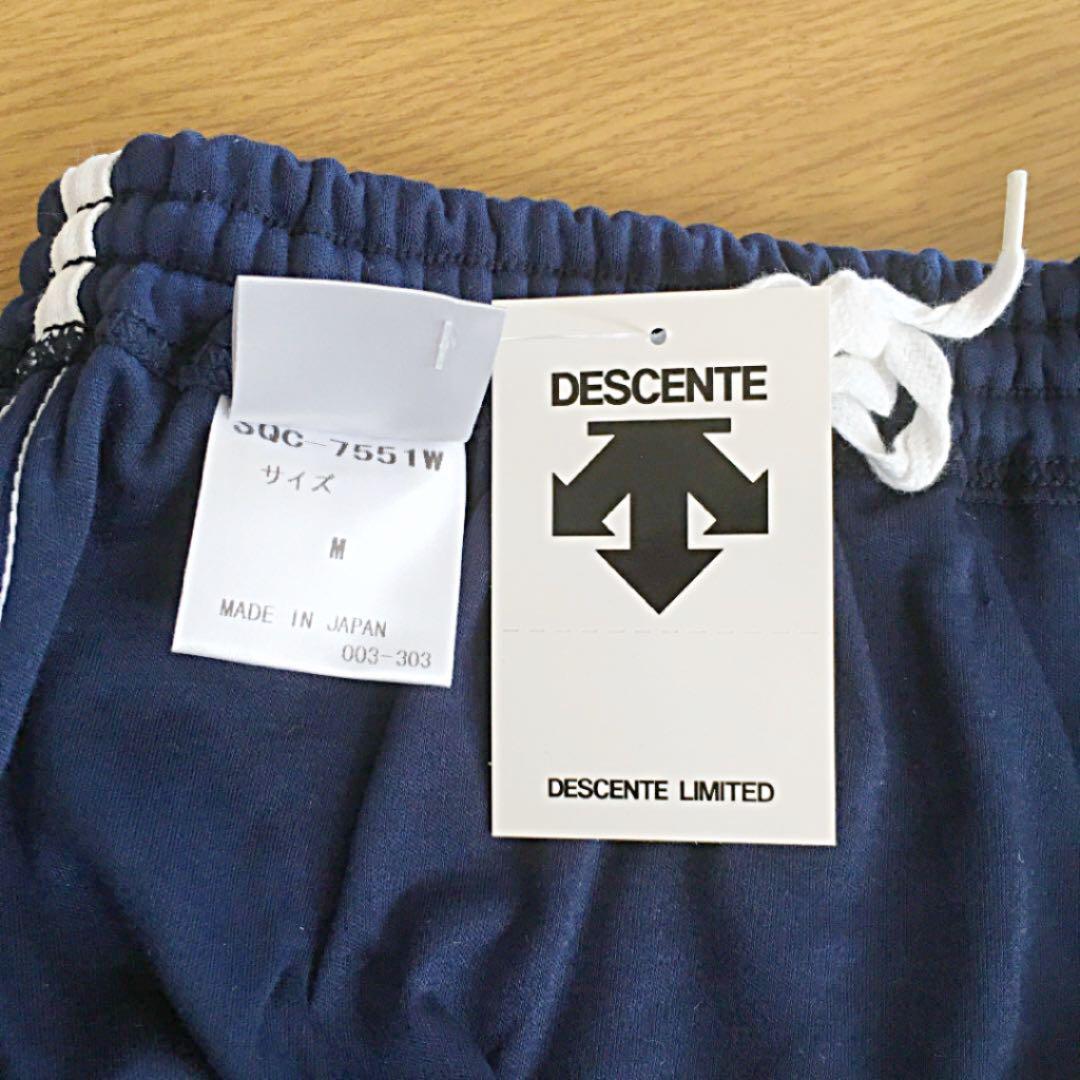 SQC-7551W
サイズ
M
MADE IN JAPAN
003-303
DESCENTE
DESCENTE LIMITED